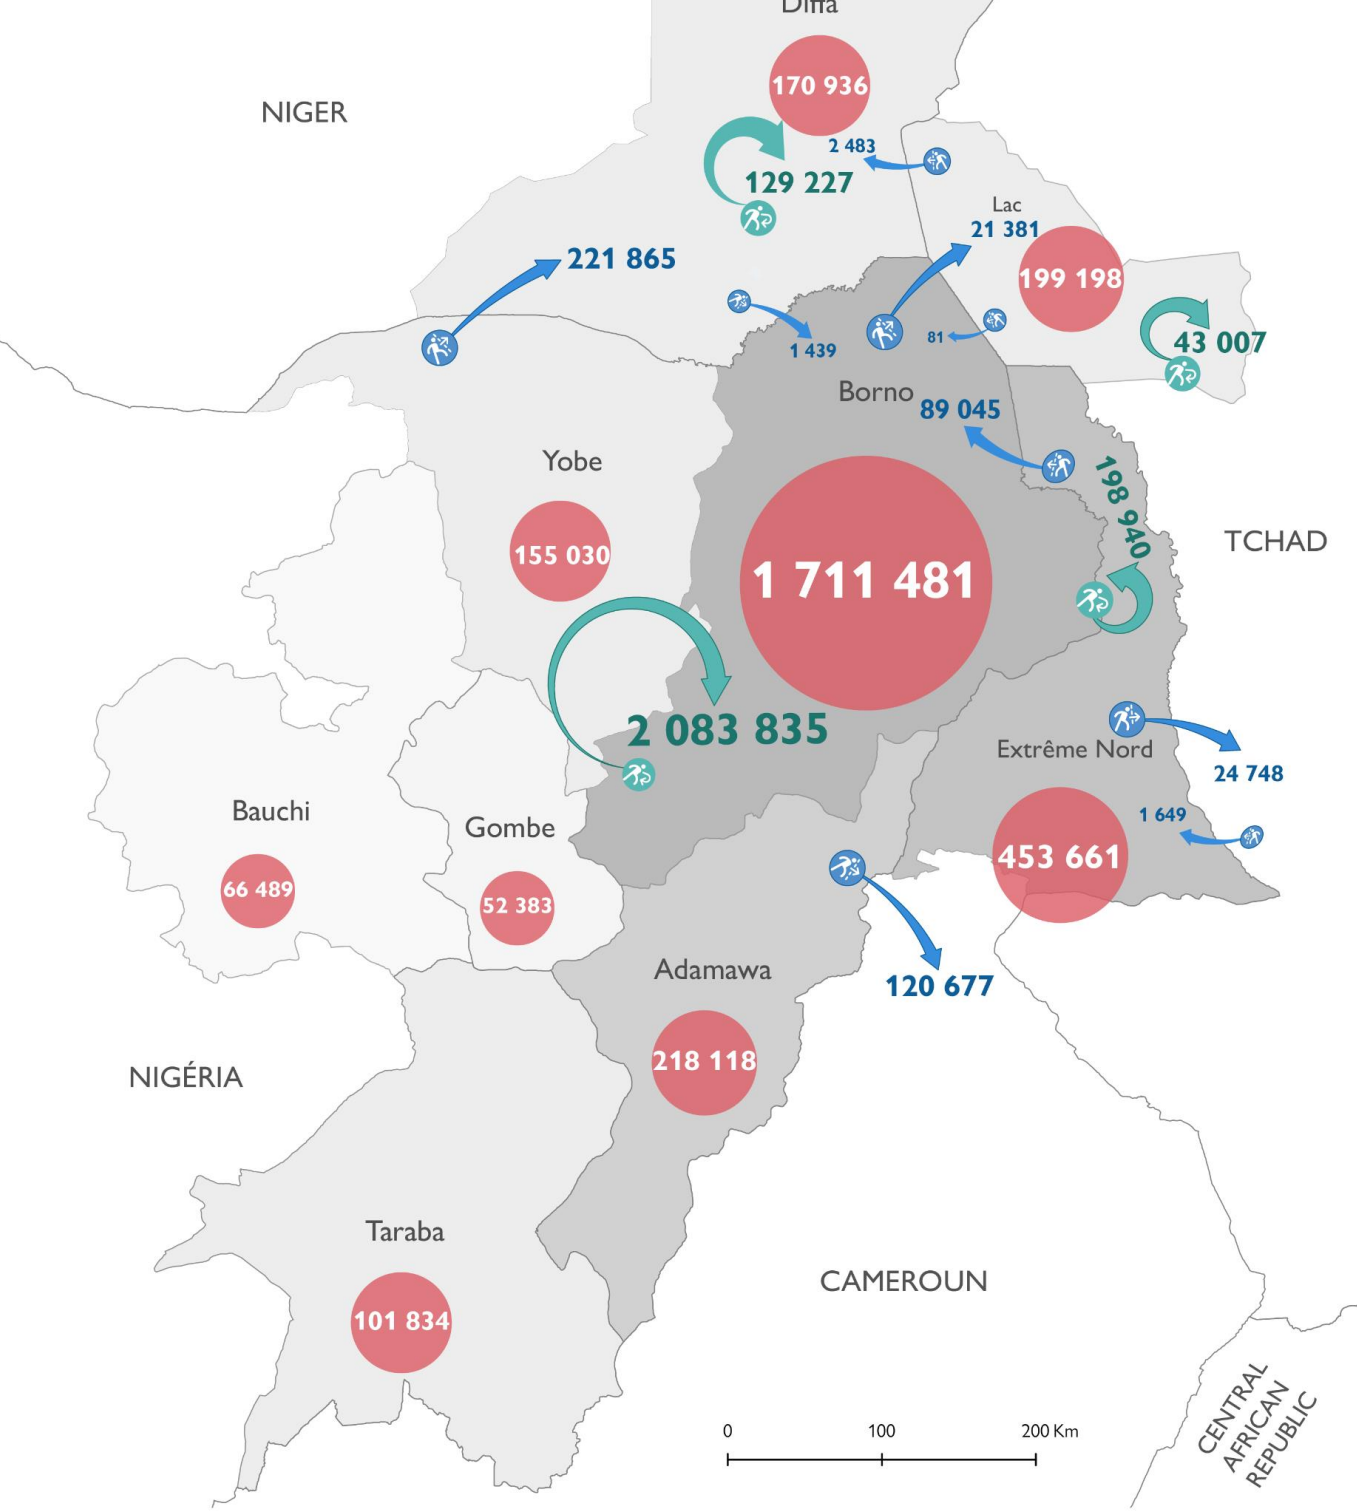 Diffa
170 936
NIGER
2 483
129 227
Lac
21 381
221 865
199 198
1 439
81
43 007
Borno
89 045
Yobe
198 940
TCHAD
155 030
1 711 481
2 083 835
Extrême Nord
24 748
Bauchi
1 649
Gombe
453 661
66 489
52 383
Adamawa
120 677
218 118
NIGÉRIA
Taraba
CAMEROUN
101 834
CENTRAL
AFRICAN
REPUBLIC
0 100 200 Km